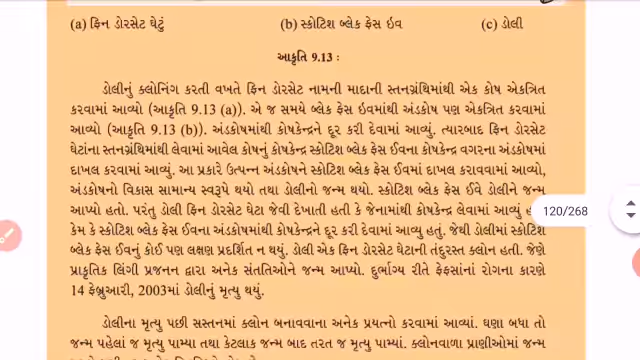 (a) ફિન ડોરસેટ ઘેટું (b) સ્કોટિશ બ્લેક ફેસ ઇવ (c) ડોલી
આકૃતિ 9.13 :
ડોલીનું ક્લોનિંગ કરતી વખતે ફિન ડોરસેટ નામની માદાની સ્તનગ્રંથિમાંથી એક કોષ એકત્રિત
કરવામાં આવ્યો (આકૃતિ 9.13 (a)). એ જ સમયે બ્લેક ફેસ ઇવમાંથી અંડકોષ પણ એકત્રિત કરવામાં
આવ્યો (આકૃતિ 9.13 (b)). અંડકોષમાંથી કોષકેન્દ્રને દૂર કરી દેવામાં આવ્યું. ત્યારબાદ ફિન ડોરસેટ
ઘેટાંના સ્તનગ્રંથિમાંથી લેવામાં આવેલ કોષનું કોષકેન્દ્ર સ્કોટિશ બ્લેક ફેસ ઈવના કોષકેન્દ્ર વગરના અંડકોષમાં
દાખલ કરવામાં આવ્યું. આ પ્રકારે ઉત્પન્ન અંડકોષને સ્કોટિશ બ્લેક ફેસ ઈવમાં દાખલ કરાવવામાં આવ્યો,
અંડકોષનો વિકાસ સામાન્ય સ્વરૂપે થયો તથા ડોલીનો જન્મ થયો. સ્કોટિશ બ્લેક ફેસ ઈવે ડોલીને જન્મ
આપ્યો હતો. પરંતુ ડોલી ફિન ડોરસેટ ઘેટા જેવી દેખાતી હતી કે જેનામાંથી કોષકેન્દ્ર લેવામાં આવ્યું
120/268
કેમ કે સ્કોટિશ બ્લેક ફેસ ઈવના અંડકોષમાંથી કોષકેન્દ્રને દૂર કરી દેવામાં આવ્યુ હતું. જેથી ડોલીમાં સ્કોટિશ
બ્લેક ફેસ ઈવનું કોઈ પણ લક્ષણ પ્રદર્શિત ન થયું. ડોલી એક ફિન ડોરસેટ ઘેટાની તંદુરસ્ત ક્લોન હતી. જેણે
પ્રાકૃતિક લિંગી પ્રજનન દ્વારા અનેક સંતતિઓને જન્મ આપ્યો. દુર્ભાગ્ય રીતે ફેફસાંનાં રોગના કારણે
14 ફેબ્રુઆરી, 2003માં ડોલીનું મૃત્યુ થયું.
ડોલીના મૃત્યુ પછી સસ્તનમાં ક્લોન બનાવવાના અનેક પ્રયત્નો કરવામાં આવ્યાં. ઘણા બધા તો
જન્મ પહેલાં જ મૃત્યુ પામ્યા તથા કેટલાક જન્મ બાદ તરત જ મૃત્યુ પામ્યાં. ક્લોનવાળા પ્રાણીઓમાં જન્મ